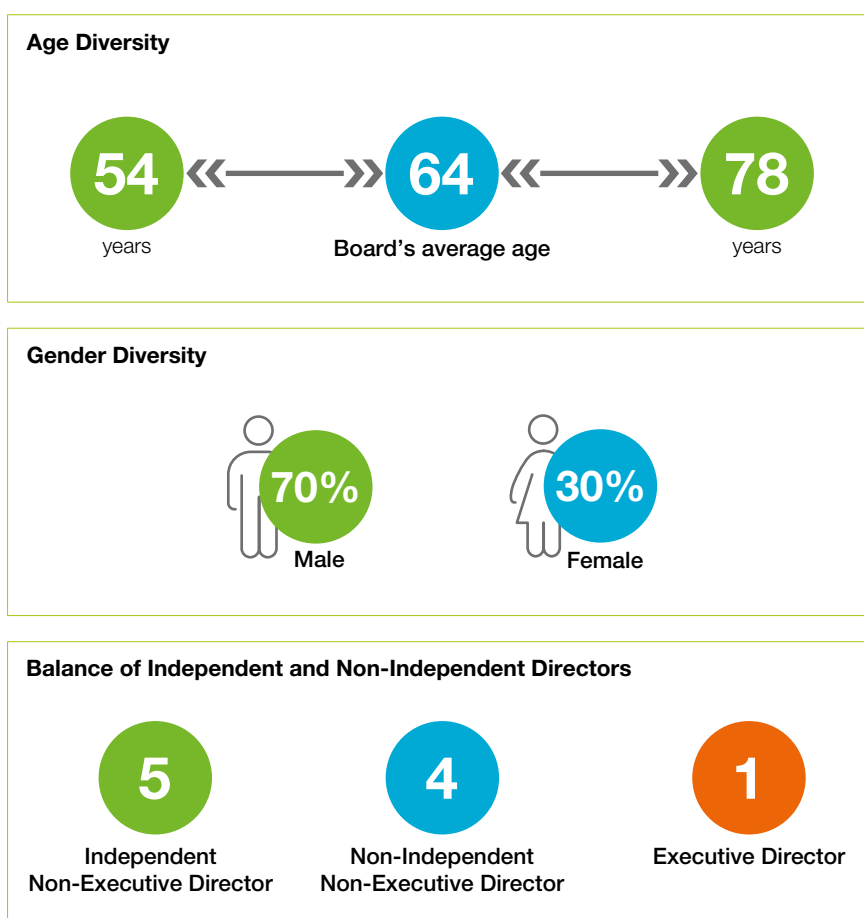 Age Diversity
54
64
78
years
Board's average age
years
Gender Diversity
70%
30%
Male
Female
Balance of Independent and Non-Independent Directors
5
4
1
Independent
Non-Executive Director
Non-Independent
Non-Executive Director
Executive Director